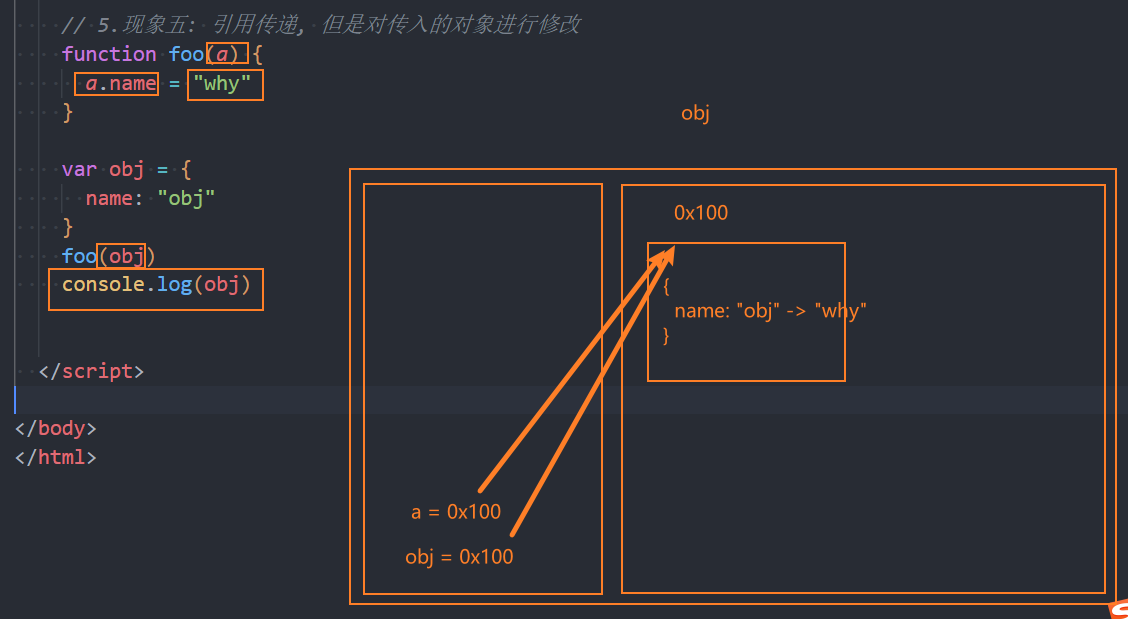 // 5.现象五: 引用传递, 但是对传入的对象进行修改
function foo(a) {
a.name = "why"
}
obj
var obj = {
name: "obj"
}
foo(obj)
console.log(obj)
0x100
{
name: "obj" -> "why"
}
</script>
</body>
</html>
a = 0x100
obj = 0x100